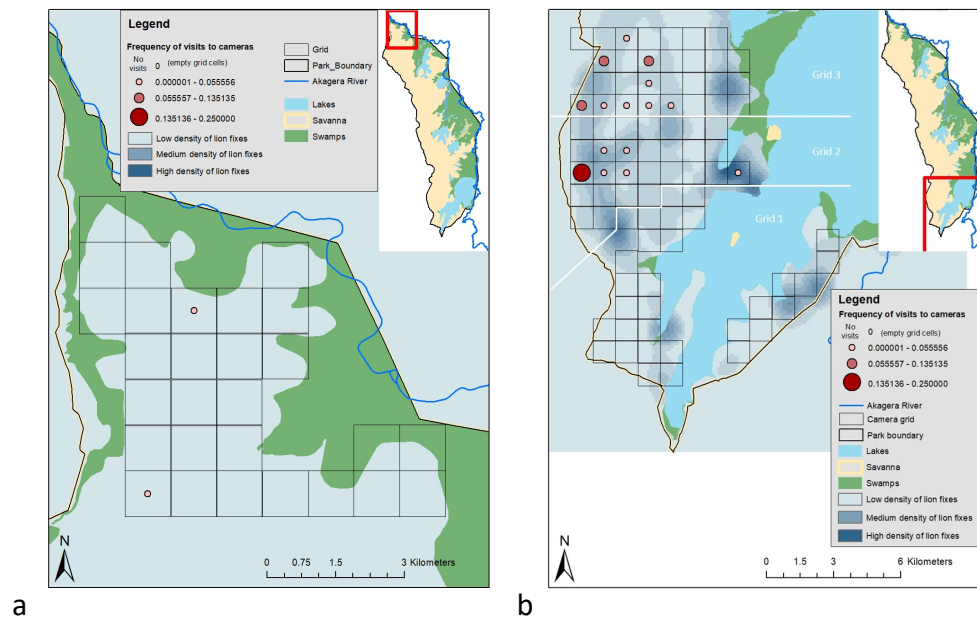 Legend
Frequency of visits to cameras
No visits 0 (empty grid cells)
0.000001 - 0.055556
0.055557 - 0.135135
0.135136 - 0.250000
Low density of lion fixes
Medium density of lion fixes
High density of lion fixes
Grid
Park_Boundary
Akagera River
Lakes
Savanna
Swamps
N
0 0.75 1.5 3 Kilometers
a
Grid 3
Grid 2
Grid 1
Legend
Frequency of visits to cameras
No visits 0 (empty grid cells)
0.000001 - 0.055556
0.055557 - 0.135135
0.135136 - 0.250000
Akagera River
Camera grid
Park boundary
Lakes
Savanna
Swamps
Low density of lion fixes
Medium density of lion fixes
High density of lion fixes
N
0 1.5 3 6 Kilometers
b